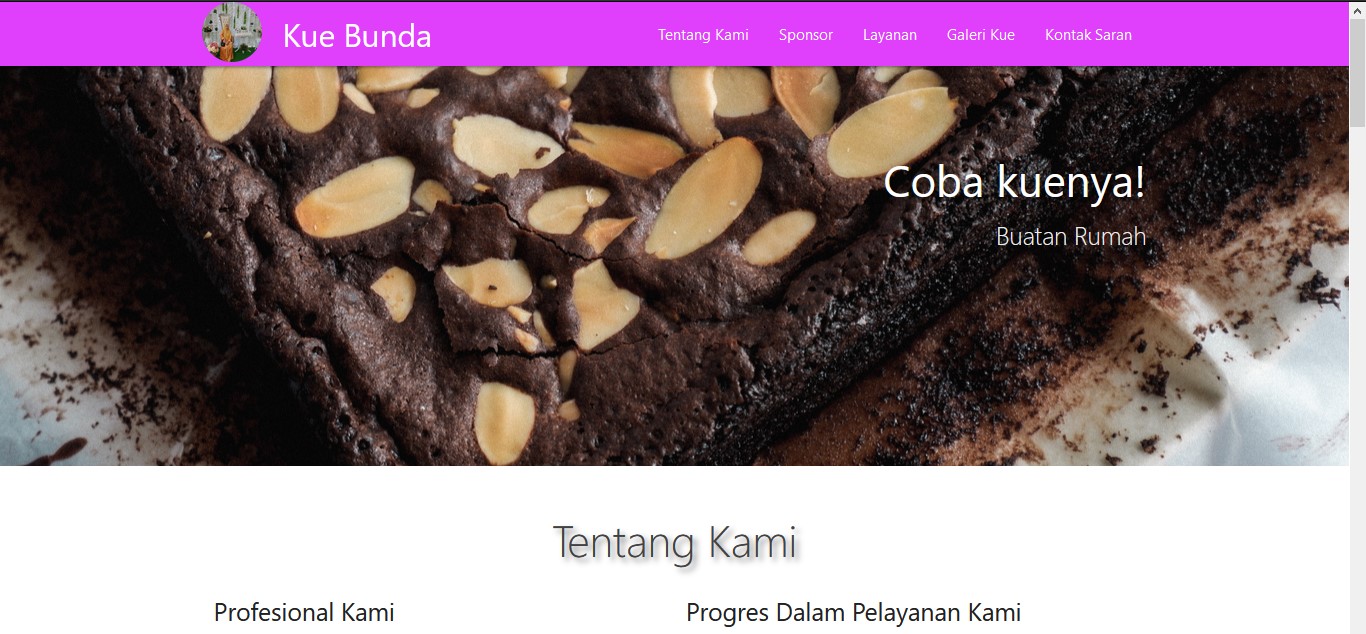 Kue Bunda
Tentang Kami Sponsor Layanan Galeri Kue Kontak Saran
Coba kuenya!
Buatan Rumah
Tentang Kami
Profesional Kami
Progres Dalam Pelayanan Kami